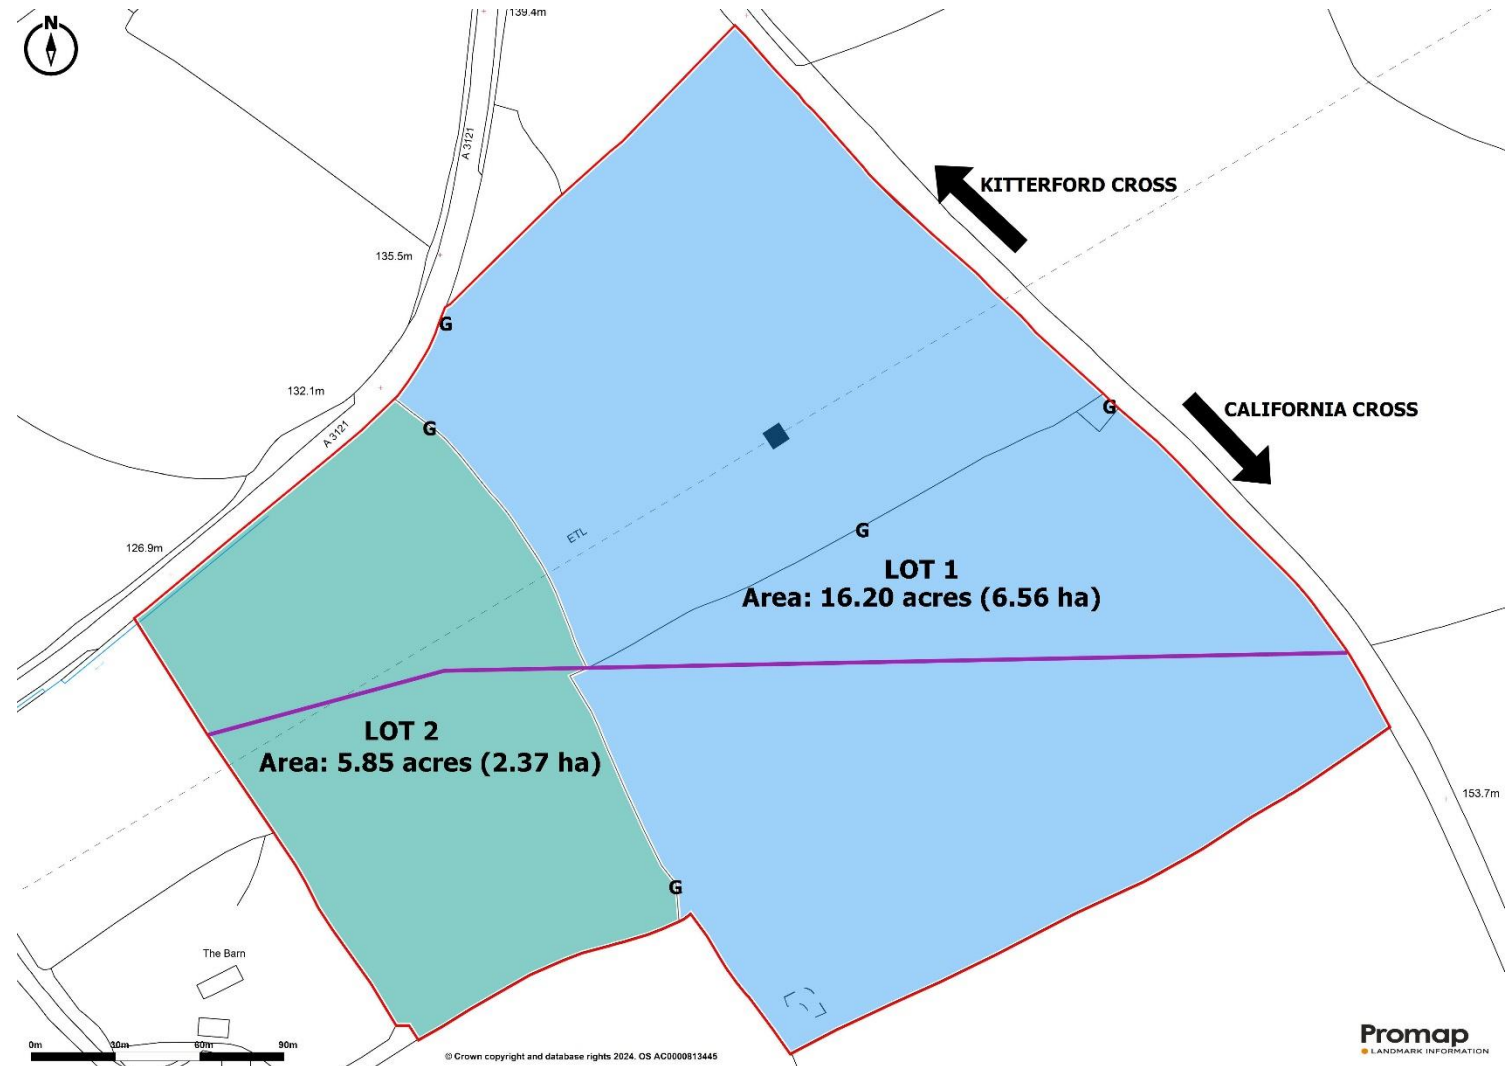 N
139.4m
A 3121
KITTERFORD CROSS
135.5m
G
132.1m
CALIFORNIA CROSS
G
G
A 3121
G
ETL
126.9m
LOT 1
Area: 16.20 acres (6.56 ha)
LOT 2
Area: 5.85 acres (2.37 ha)
153.7m
G
The Barn
0m 30m 60m 90m
© Crown copyright and database rights 2024. OS AC0000813445
Promap
LANDMARK INFORMATION